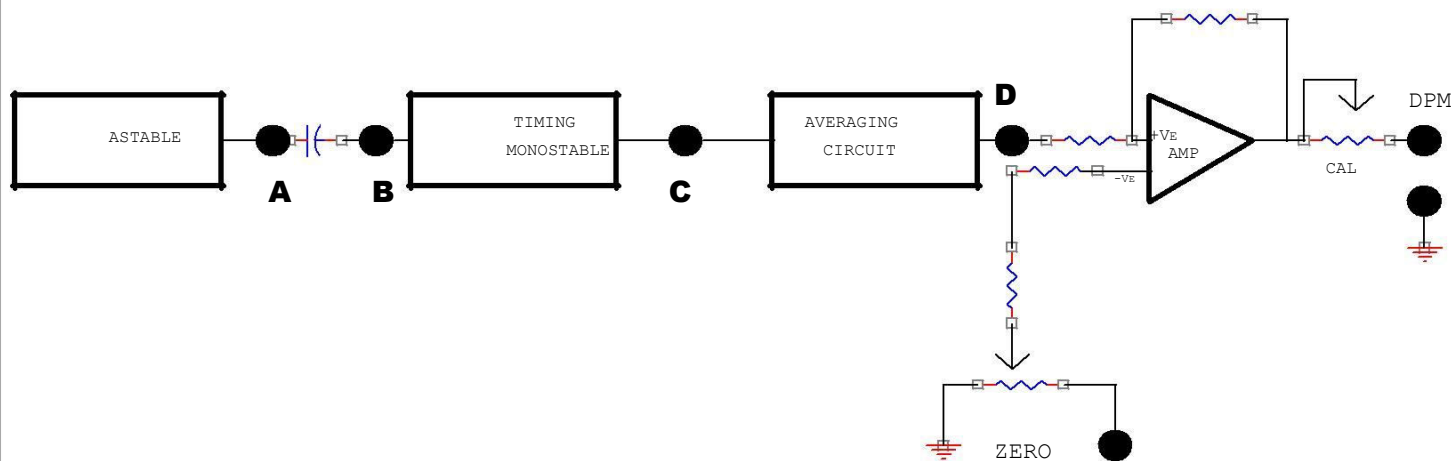 ASTABLE
A
B
TIMING
MONOSTABLE
C
AVERAGING
CIRCUIT
D
+VE
AMP
-VE
CAL
DPM
ZERO